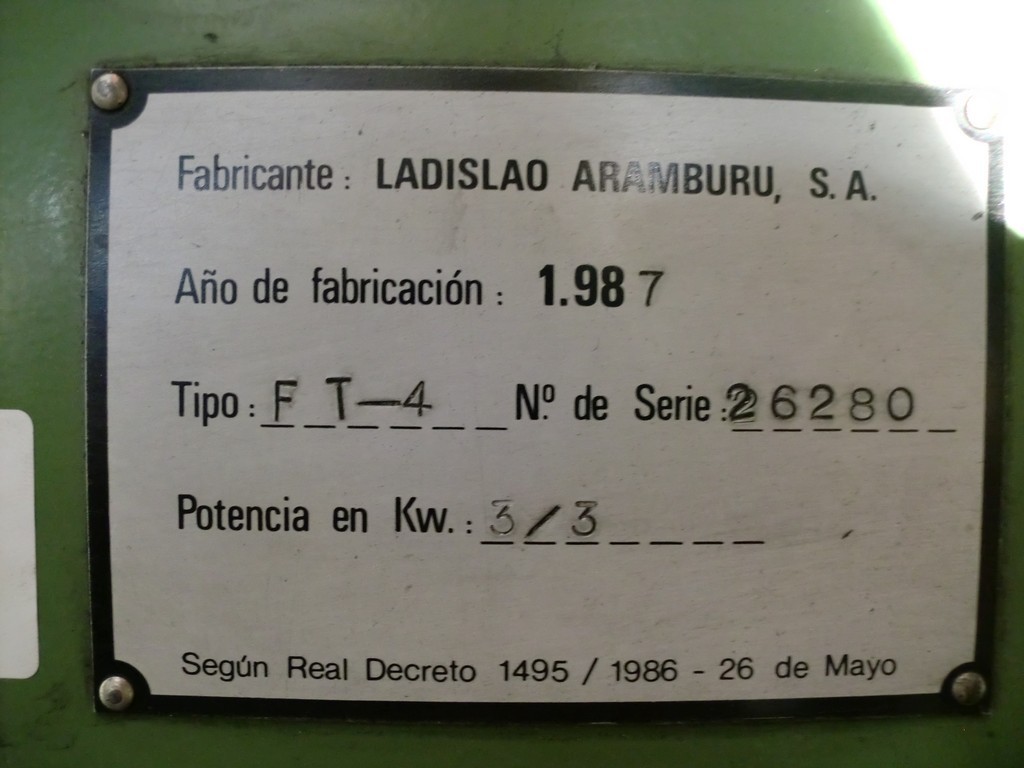 Fabricante : LADISLAO ARAMBURU, S. A.
Año de fabricación : 1.987
Tipo : F T-4 Nº de Serie : 26280
Potencia en Kw. : 3/3
Según Real Decreto 1495 / 1986 - 26 de Mayo